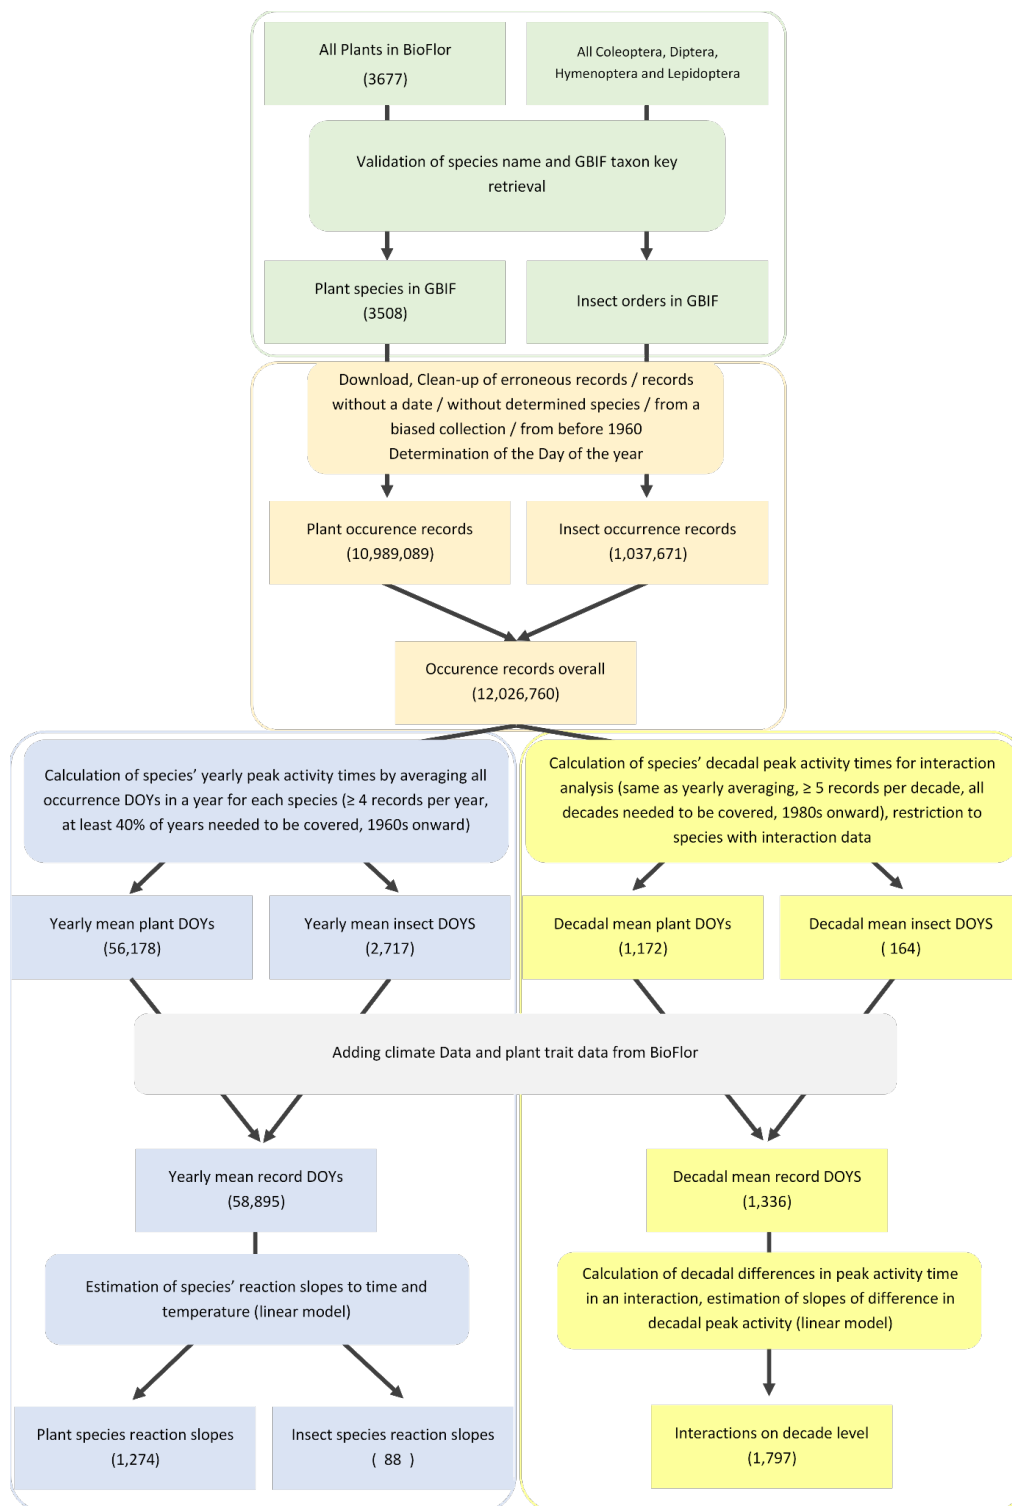 All Plants in BioFlor
(3677)
All Coleoptera, Diptera,
Hymenoptera and Lepidoptera
Validation of species name and GBIF taxon key
retrieval
Plant species in GBIF
(3508)
Insect orders in GBIF
Download, Clean-up of erroneous records / records
without a date / without determined species / from a
biased collection / from before 1960
Determination of the Day of the year
Plant occurence records
(10,989,089)
Insect occurrence records
(1,037,671)
Occurence records overall
(12,026,760)
Calculation of species’ yearly peak activity times by averaging all
occurrence DOYs in a year for each species (≥ 4 records per year,
at least 40% of years needed to be covered, 1960s onward)
Calculation of species’ decadal peak activity times for interaction
analysis (same as yearly averaging, ≥ 5 records per decade, all
decades needed to be covered, 1980s onward), restriction to
species with interaction data
Yearly mean plant DOYs
(56,178)
Yearly mean insect DOYS
(2,717)
Decadal mean plant DOYs
(1,172)
Decadal mean insect DOYS
( 164)
Adding climate Data and plant trait data from BioFlor
Yearly mean record DOYs
(58,895)
Decadal mean record DOYS
(1,336)
Estimation of species’ reaction slopes to time and
temperature (linear model)
Calculation of decadal differences in peak activity time
in an interaction, estimation of slopes of difference in
decadal peak activity (linear model)
Plant species reaction slopes
(1,274)
Insect species reaction slopes
( 88 )
Interactions on decade level
(1,797)